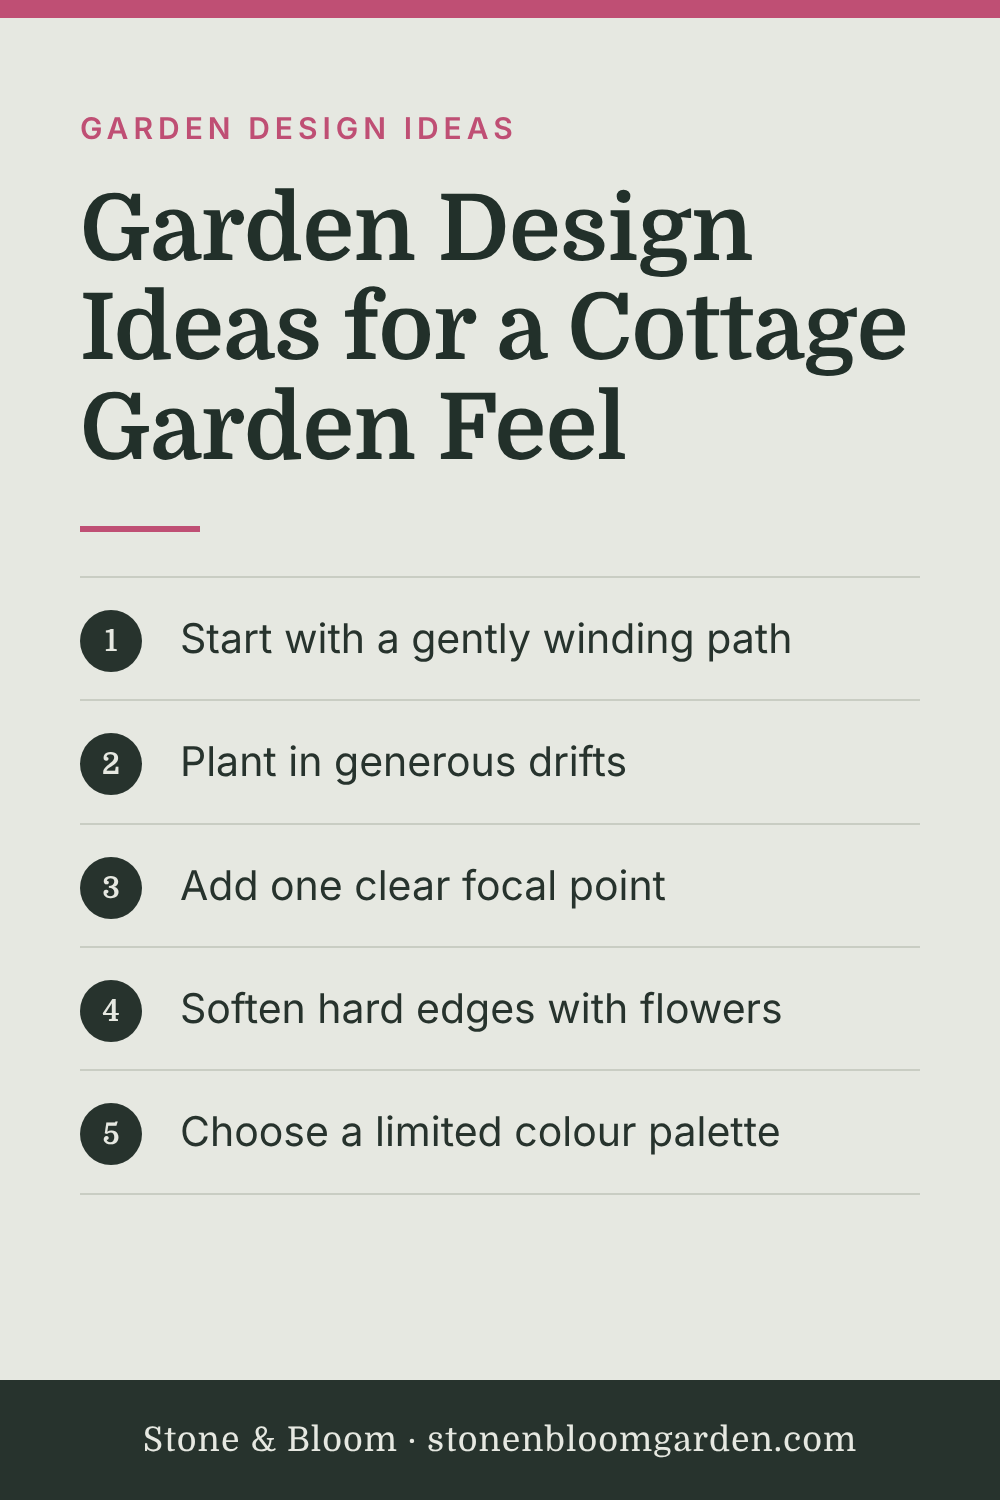 GARDEN DESIGN IDEAS
Garden Design
Ideas for a Cottage
Garden Feel
1 Start with a gently winding path
2 Plant in generous drifts
3 Add one clear focal point
4 Soften hard edges with flowers
5 Choose a limited colour palette
Stone & Bloom · stonenbloomgarden.com